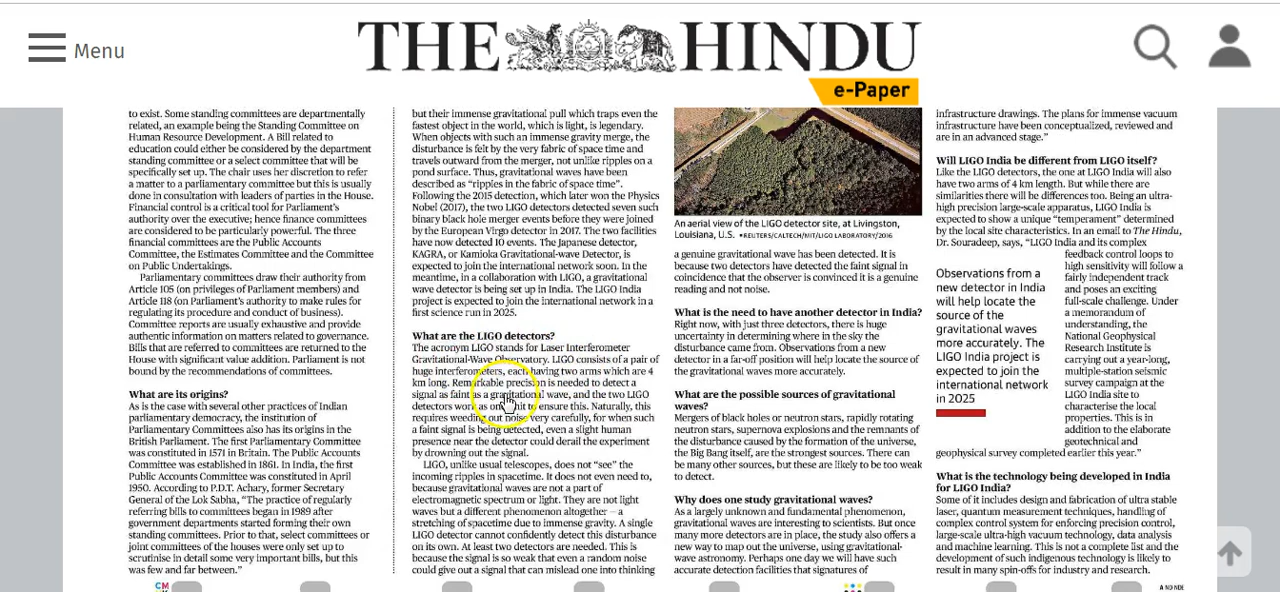 Menu
THE HINDU
e-Paper
to exist. Some standing committees are departmentally
related, an example being the Standing Committee on
Human Resource Development. A Bill related to
education could either be considered by the department
standing committee or a select committee that will be
specifically set up. The chair uses her discretion to refer
a matter to a parliamentary committee but this is usually
done in consultation with leaders of parties in the House.
Financial control is a critical tool for Parliament's
authority over the executive; hence finance committees
are considered to be particularly powerful. The three
financial committees are the Public Accounts
Committee, the Estimates Committee and the Committee
on Public Undertakings.
Parliamentary committees draw their authority from
Article 105 (on privileges of Parliament members) and
Article 118 (on Parliament's authority to make rules for
regulating its procedure and conduct of business).
Committee reports are usually exhaustive and provide
authentic information on matters related to governance.
Bills that are referred to committees are returned to the
House with significant value addition. Parliament is not
bound by the recommendations of committees.
What are its origins?
As is the case with several other practices of Indian
parliamentary democracy, the institution of
Parliamentary Committees also has its origins in the
British Parliament. The first Parliamentary Committee
was constituted in 1571 in Britain. The Public Accounts
Committee was established in 1861. In India, the first
Public Accounts Committee was constituted in April
1950. According to P.D.T. Achary, former Secretary
General of the Lok Sabha, "The practice of regularly
referring bills to committees began in 1989 after
government departments started forming their own
standing committees. Prior to that, select committees or
joint committees of the houses were only set up to
scrutinise in detail some very important bills, but this
was few and far between."
but their immense gravitational pull which traps even the
fastest object in the world, which is light, is legendary.
When objects with such an immense gravity merge, the
disturbance is felt by the very fabric of space time and
travels outward from the merger, not unlike ripples on a
pond surface. Thus, gravitational waves have been
described as "ripples in the fabric of space time".
Following the 2015 detection, which later won the Physics
Nobel (2017), the two LIGO detectors detected seven such
binary black hole merger events before they were joined
by the European Virgo detector in 2017. The two facilities
have now detected 10 events. The Japanese detector,
KAGRA, or Kamioka Gravitational-wave Detector, is
expected to join the international network soon. In the
meantime, in a collaboration with LIGO, a gravitational
wave detector is being set up in India. The LIGO India
project is expected to join the international network in a
first science run in 2025.
What are the LIGO detectors?
The acronym LIGO stands for Laser Interferometer
Gravitational-Wave Observatory. LIGO consists of a pair of
huge interferometers, each having two arms which are 4
km long. Remarkable precision is needed to detect a
signal as faint as a gravitational wave, and the two LIGO
detectors work as one unit to ensure this. Naturally, this
requires weeding out noise very carefully, for when such
a faint signal is being detected, even a slight human
presence near the detector could derail the experiment
by drowning out the signal.
LIGO, unlike usual telescopes, does not "see" the
incoming ripples in spacetime. It does not even need to,
because gravitational waves are not a part of
electromagnetic spectrum or light. They are not light
waves but a different phenomenon altogether — a
stretching of spacetime due to immense gravity. A single
LIGO detector cannot confidently detect this disturbance
on its own. At least two detectors are needed. This is
because the signal is so weak that even a random noise
could give out a signal that can mislead one into thinking
An aerial view of the LIGO detector site, at Livingston,
Louisiana, U.S. •REUTERS/CALTECH/MIT/LIGO LABORATORY/2016
a genuine gravitational wave has been detected. It is
because two detectors have detected the faint signal in
coincidence that the observer is convinced it is a genuine
reading and not noise.
What is the need to have another detector in India?
Right now, with just three detectors, there is huge
uncertainty in determining where in the sky the
disturbance came from. Observations from a new
detector in a far-off position will help locate the source of
the gravitational waves more accurately.
What are the possible sources of gravitational
waves?
Mergers of black holes or neutron stars, rapidly rotating
neutron stars, supernova explosions and the remnants of
the disturbance caused by the formation of the universe,
the Big Bang itself, are the strongest sources. There can
be many other sources, but these are likely to be too weak
to detect.
Why does one study gravitational waves?
As a largely unknown and fundamental phenomenon,
gravitational waves are interesting to scientists. But once
many more detectors are in place, the study also offers a
new way to map out the universe, using gravitational-
wave astronomy. Perhaps one day we will have such
accurate detection facilities that signatures of
infrastructure drawings. The plans for immense vacuum
infrastructure have been conceptualized, reviewed and
are in an advanced stage."
Will LIGO India be different from LIGO itself?
Like the LIGO detectors, the one at LIGO India will also
have two arms of 4 km length. But while there are
similarities there will be differences too. Being an ultra-
high precision large-scale apparatus, LIGO India is
expected to show a unique "temperament" determined
by the local site characteristics. In an email to The Hindu,
Dr. Souradeep, says, "LIGO India and its complex
feedback control loops to
high sensitivity will follow a
fairly independent track
and poses an exciting
full-scale challenge. Under
a memorandum of
understanding, the
National Geophysical
Research Institute is
carrying out a year-long,
multiple-station seismic
survey campaign at the
LIGO India site to
characterise the local
properties. This is in
addition to the elaborate
geotechnical and
geophysical survey completed earlier this year."
Observations from a
new detector in India
will help locate the
source of the
gravitational waves
more accurately. The
LIGO India project is
expected to join the
international network
in 2025
What is the technology being developed in India
for LIGO India?
Some of it includes design and fabrication of ultra stable
laser, quantum measurement techniques, handling of
complex control system for enforcing precision control,
large-scale ultra-high vacuum technology, data analysis
and machine learning. This is not a complete list and the
development of such indigenous technology is likely to
result in many spin-offs for industry and research.
CM
A ND NDE